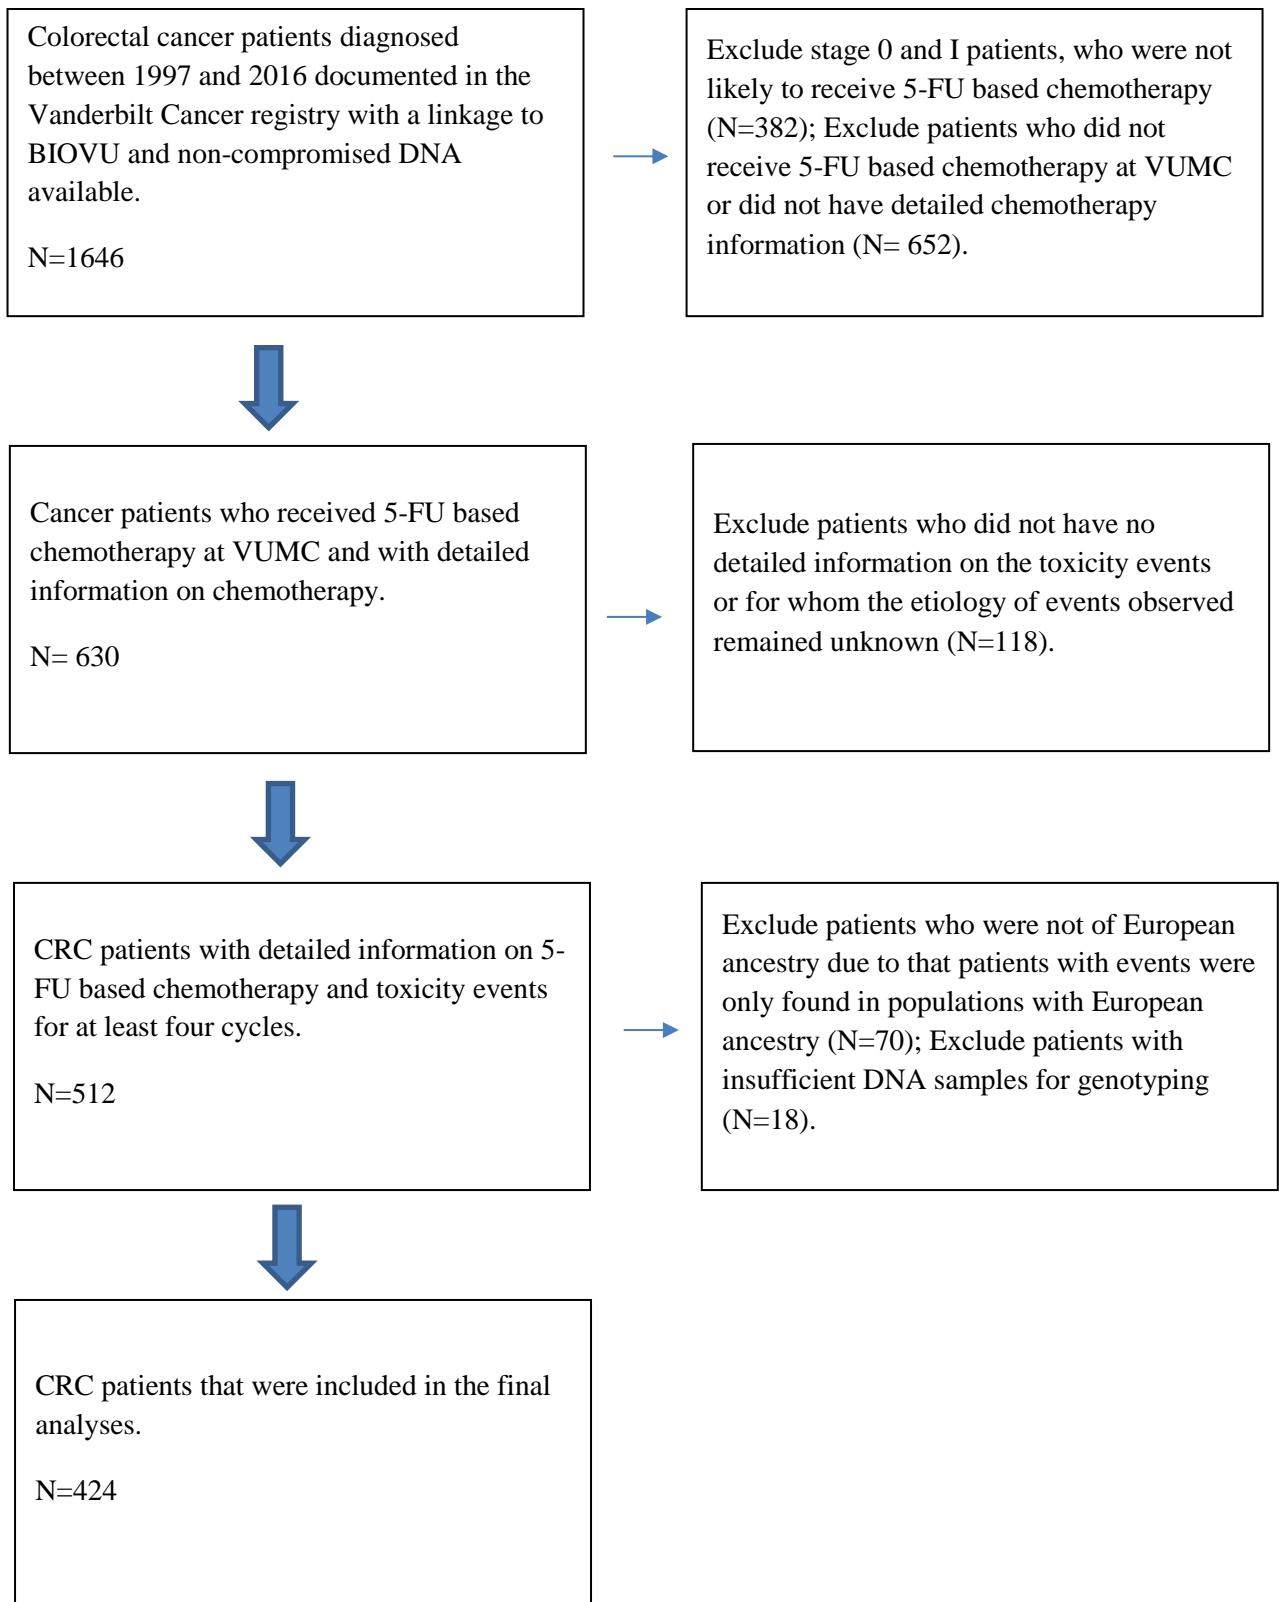 Colorectal cancer patients diagnosed
between 1997 and 2016 documented in the
Vanderbilt Cancer registry with a linkage to
BIOVU and non-compromised DNA
available.
N=1646
Exclude stage 0 and I patients, who were not
likely to receive 5-FU based chemotherapy
(N=382); Exclude patients who did not
receive 5-FU based chemotherapy at VUMC
or did not have detailed chemotherapy
information (N= 652).
Cancer patients who received 5-FU based
chemotherapy at VUMC and with detailed
information on chemotherapy.
N= 630
Exclude patients who did not have no
detailed information on the toxicity events
or for whom the etiology of events observed
remained unknown (N=118).
CRC patients with detailed information on 5-
FU based chemotherapy and toxicity events
for at least four cycles.
N=512
Exclude patients who were not of European
ancestry due to that patients with events were
only found in populations with European
ancestry (N=70); Exclude patients with
insufficient DNA samples for genotyping
(N=18).
CRC patients that were included in the final
analyses.
N=424